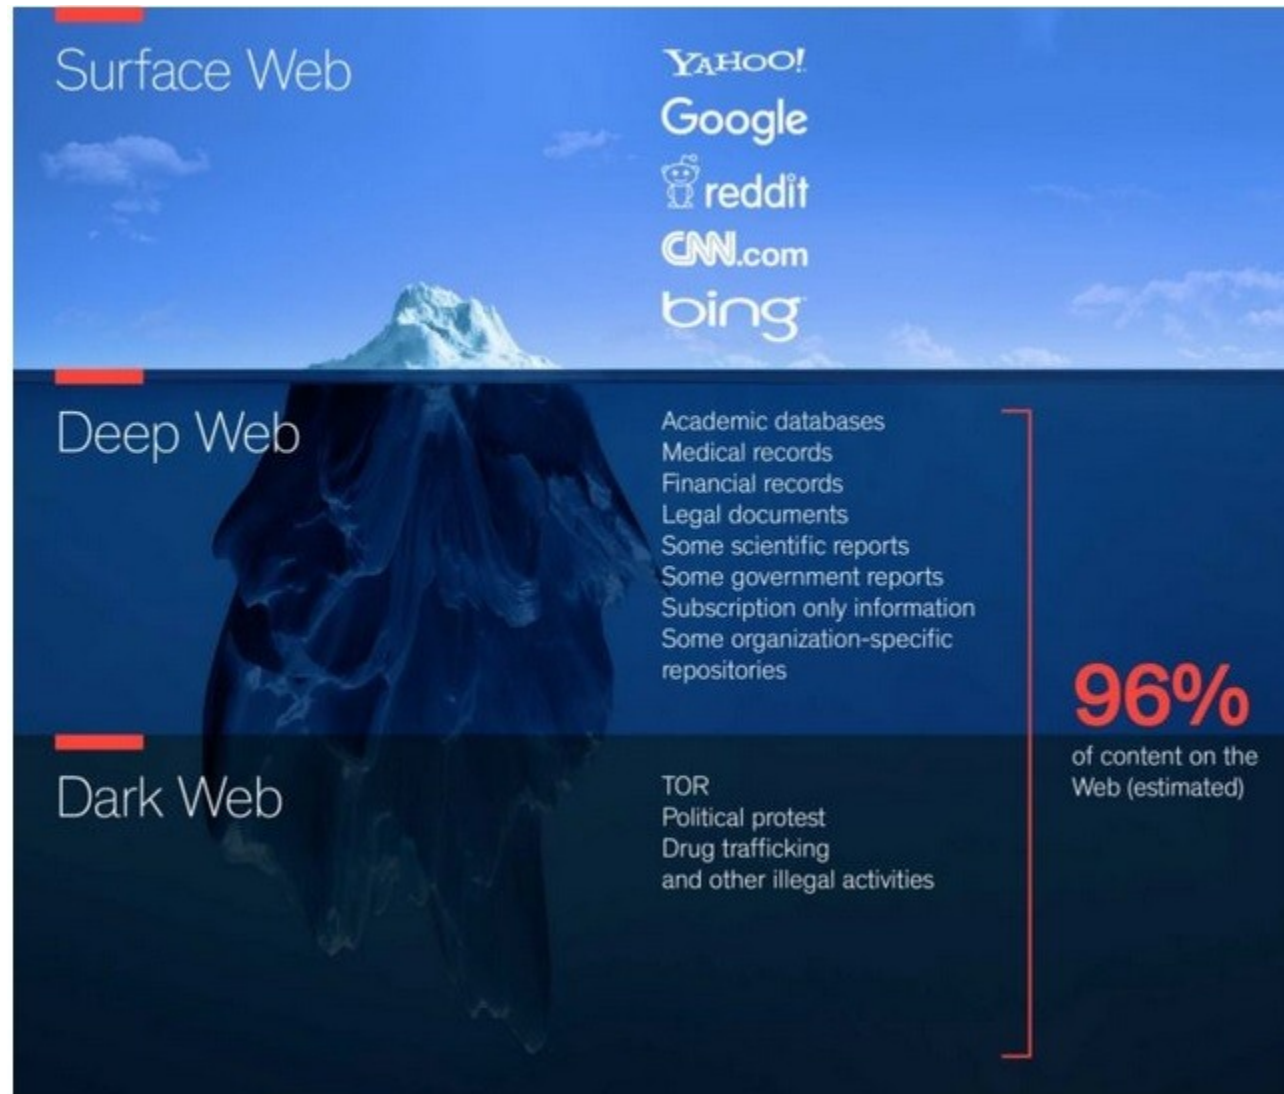 Surface Web
YAHOO!
Google
reddit
CNN.com
bing
Deep Web
Academic databases
Medical records
Financial records
Legal documents
Some scientific reports
Some government reports
Subscription only information
Some organization-specific
repositories
96%
of content on the
Web (estimated)
Dark Web
TOR
Political protest
Drug trafficking
and other illegal activities